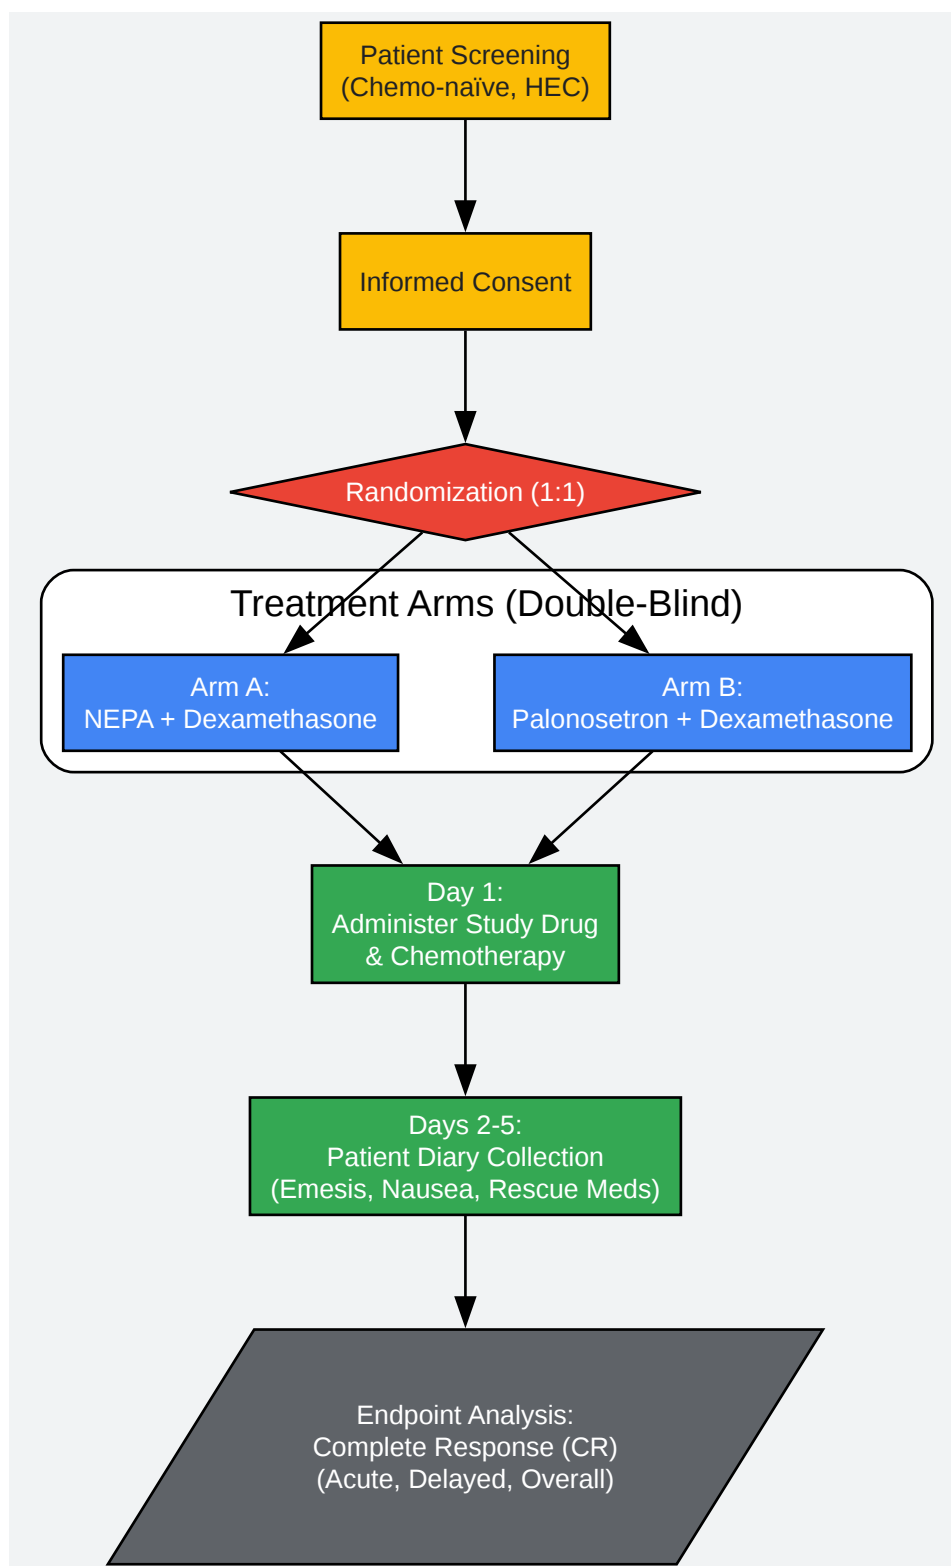 Patient Screening
(Chemo-naïve, HEC)
Informed Consent
Randomization (1:1)
Treatment Arms (Double-Blind)
Arm A:
NEPA + Dexamethasone
Arm B:
Palonosetron + Dexamethasone
Day 1:
Administer Study Drug
& Chemotherapy
Days 2-5:
Patient Diary Collection
(Emesis, Nausea, Rescue Meds)
Endpoint Analysis:
Complete Response (CR)
(Acute, Delayed, Overall)